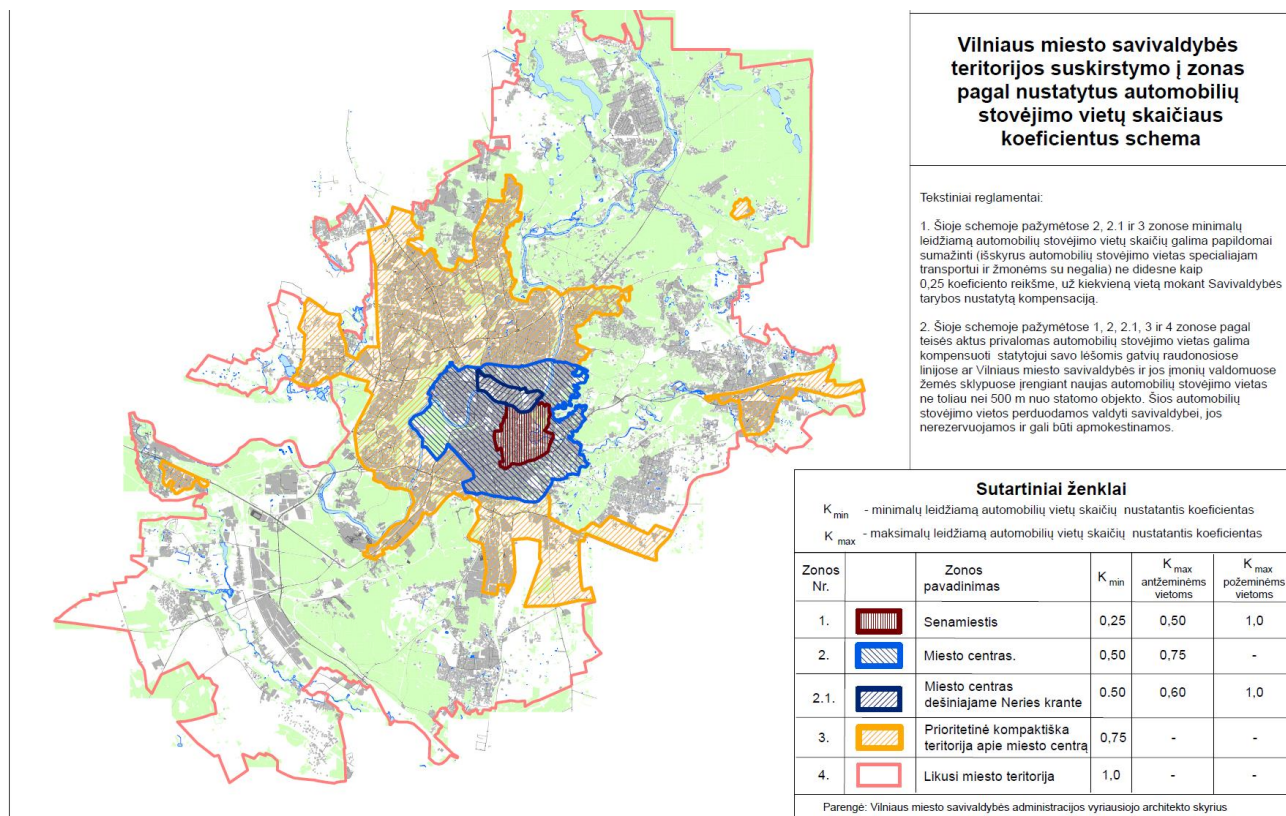 Vilniaus miesto savivaldybės
teritorijos suskirstymo į zonas
pagal nustatytus automobilių
stovėjimo vietų skaičiaus
koeficientus schema
Tekstiniai reglamentai:
1. Šioje schemoje pažymėtose 2, 2.1 ir 3 zonose minimalų
leidžiamą automobilių stovėjimo vietų skaičių galima papildomai
sumažinti (išskyrus automobilių stovėjimo vietas specialiajam
transportui ir žmonėms su negalia) ne didesne kaip
0,25 koeficiento reikšme, už kiekvieną vietą mokant Savivaldybės
tarybos nustatytą kompensaciją.
2. Šioje schemoje pažymėtose 1, 2, 2.1, 3 ir 4 zonose pagal
teisės aktus privalomas automobilių stovėjimo vietas galima
kompensuoti statytojui savo lėšomis gatvių raudonosiose
linijose ar Vilniaus miesto savivaldybės ir jos įmonių valdomuose
žemės sklypuose įrengiant naujas automobilių stovėjimo vietas
ne toliau nei 500 m nuo statomo objekto. Šios automobilių
stovėjimo vietos perduodamos valdyti savivaldybei, jos
nerezervuojamos ir gali būti apmokestinamos.
Sutartiniai ženklai
K min - minimalų leidžiamą automobilių vietų skaičių nustatantis koeficientas
K max - maksimalų leidžiamą automobilių vietų skaičių nustatantis koeficientas
Zonos Nr. Zonos pavadinimas K min K max antžeminėms vietoms K max požeminėms vietoms
1. Senamiestis 0,25 0,50 1,0
2. Miesto centras. 0,50 0,75 -
2.1. Miesto centras dešiniajame Neries krante 0.50 0,60 1,0
3. Prioritetinė kompaktiška teritorija apie miesto centrą 0,75 - -
4. Likusi miesto teritorija 1,0 - -
Parengė: Vilniaus miesto savivaldybės administracijos vyriausiojo architekto skyrius